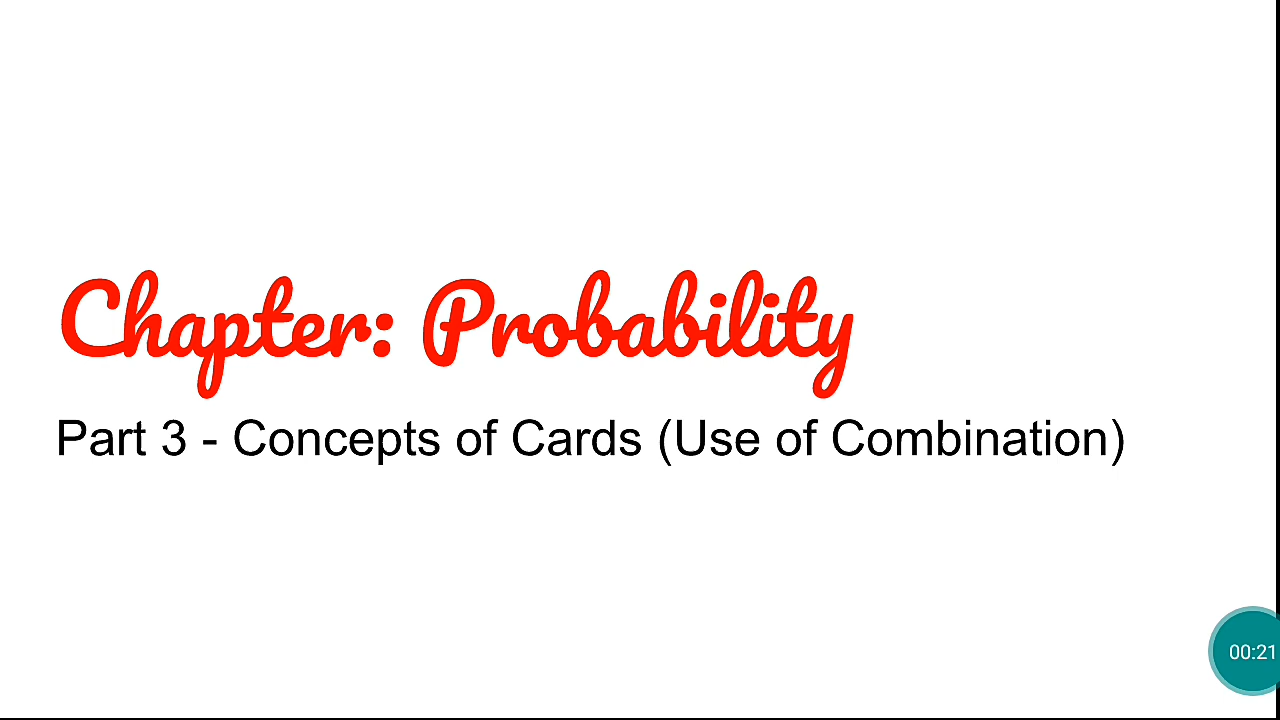 Chapter: Probability
Part 3 - Concepts of Cards (Use of Combination)
00:21